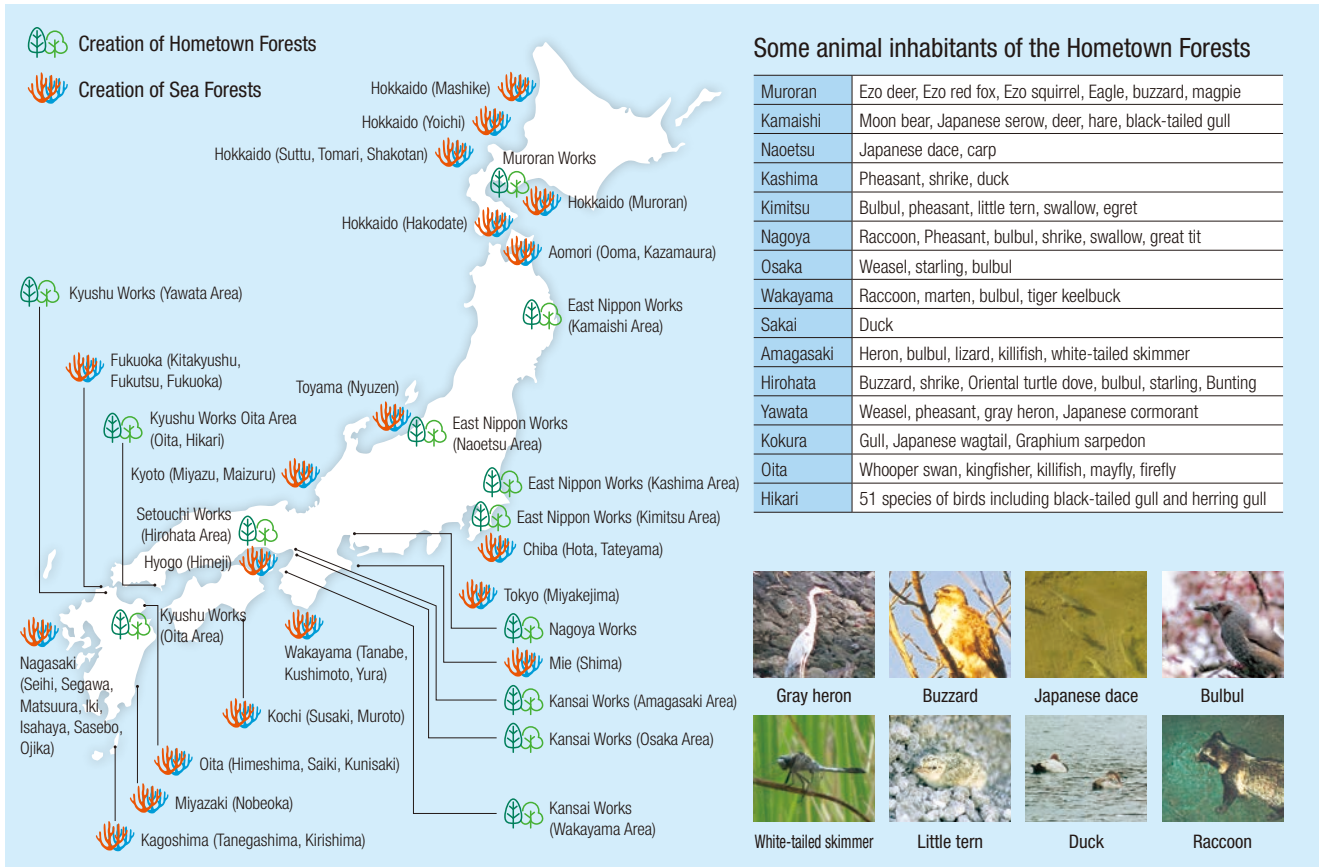 Creation of Hometown Forests
Creation of Sea Forests
Hokkaido (Mashike)
Hokkaido (Yoichi)
Hokkaido (Suttu, Tomari, Shakotan)
Muroran Works
Hokkaido (Muroran)
Hokkaido (Hakodate)
Aomori (Ooma, Kazamaura)
Kyushu Works (Yawata Area)
East Nippon Works
(Kamaishi Area)
Fukuoka (Kitakyushu,
Fukutsu, Fukuoka)
Toyama (Nyuzen)
Kyushu Works Oita Area
(Oita, Hikari)
East Nippon Works
(Naoetsu Area)
Kyoto (Miyazu, Maizuru)
East Nippon Works (Kashima Area)
Setouchi Works
(Hirohata Area)
East Nippon Works (Kimitsu Area)
Hyogo (Himeji)
Chiba (Hota, Tateyama)
Tokyo (Miyakejima)
Kyushu Works
(Oita Area)
Nagoya Works
Wakayama (Tanabe,
Kushimoto, Yura)
Mie (Shima)
Nagasaki
(Seihi, Segawa,
Matsuura, Iki,
Isahaya, Sasebo,
Ojika)
Kansai Works (Amagasaki Area)
Kochi (Susaki, Muroto)
Kansai Works (Osaka Area)
Oita (Himeshima, Saiki, Kunisaki)
Miyazaki (Nobeoka)
Kansai Works
(Wakayama Area)
Kagoshima (Tanegashima, Kirishima)
Some animal inhabitants of the Hometown Forests
Muroran Ezo deer, Ezo red fox, Ezo squirrel, Eagle, buzzard, magpie
Kamaishi Moon bear, Japanese serow, deer, hare, black-tailed gull
Naoetsu Japanese dace, carp
Kashima Pheasant, shrike, duck
Kimitsu Bulbul, pheasant, little tern, swallow, egret
Nagoya Raccoon, Pheasant, bulbul, shrike, swallow, great tit
Osaka Weasel, starling, bulbul
Wakayama Raccoon, marten, bulbul, tiger keelbuck
Sakai Duck
Amagasaki Heron, bulbul, lizard, killifish, white-tailed skimmer
Hirohata Buzzard, shrike, Oriental turtle dove, bulbul, starling, Bunting
Yawata Weasel, pheasant, gray heron, Japanese cormorant
Kokura Gull, Japanese wagtail, Graphium sarpedon
Oita Whooper swan, kingfisher, killifish, mayfly, firefly
Hikari 51 species of birds including black-tailed gull and herring gull
Gray heron
Buzzard
Japanese dace
Bulbul
White-tailed skimmer
Little tern
Duck
Raccoon